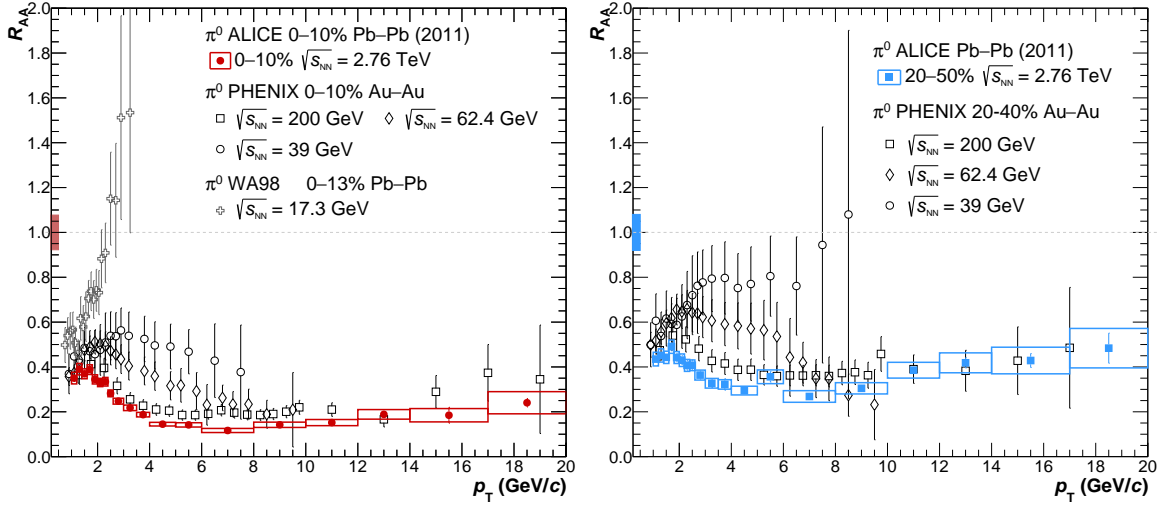 R_AA
2.0
1.8
1.6
1.4
1.2
1.0
0.8
0.6
0.4
0.2
0.0
π⁰ ALICE 0–10% Pb–Pb (2011)
0–10% √s_NN = 2.76 TeV
π⁰ PHENIX 0–10% Au–Au
√s_NN = 200 GeV √s_NN = 62.4 GeV
√s_NN = 39 GeV
π⁰ WA98 0–13% Pb–Pb
√s_NN = 17.3 GeV
2 4 6 8 10 12 14 16 18 20
p_T (GeV/c)
R_AA
2.0
1.8
1.6
1.4
1.2
1.0
0.8
0.6
0.4
0.2
0.0
π⁰ ALICE Pb–Pb (2011)
20–50% √s_NN = 2.76 TeV
π⁰ PHENIX 20-40% Au–Au
√s_NN = 200 GeV
√s_NN = 62.4 GeV
√s_NN = 39 GeV
2 4 6 8 10 12 14 16 18 20
p_T (GeV/c)